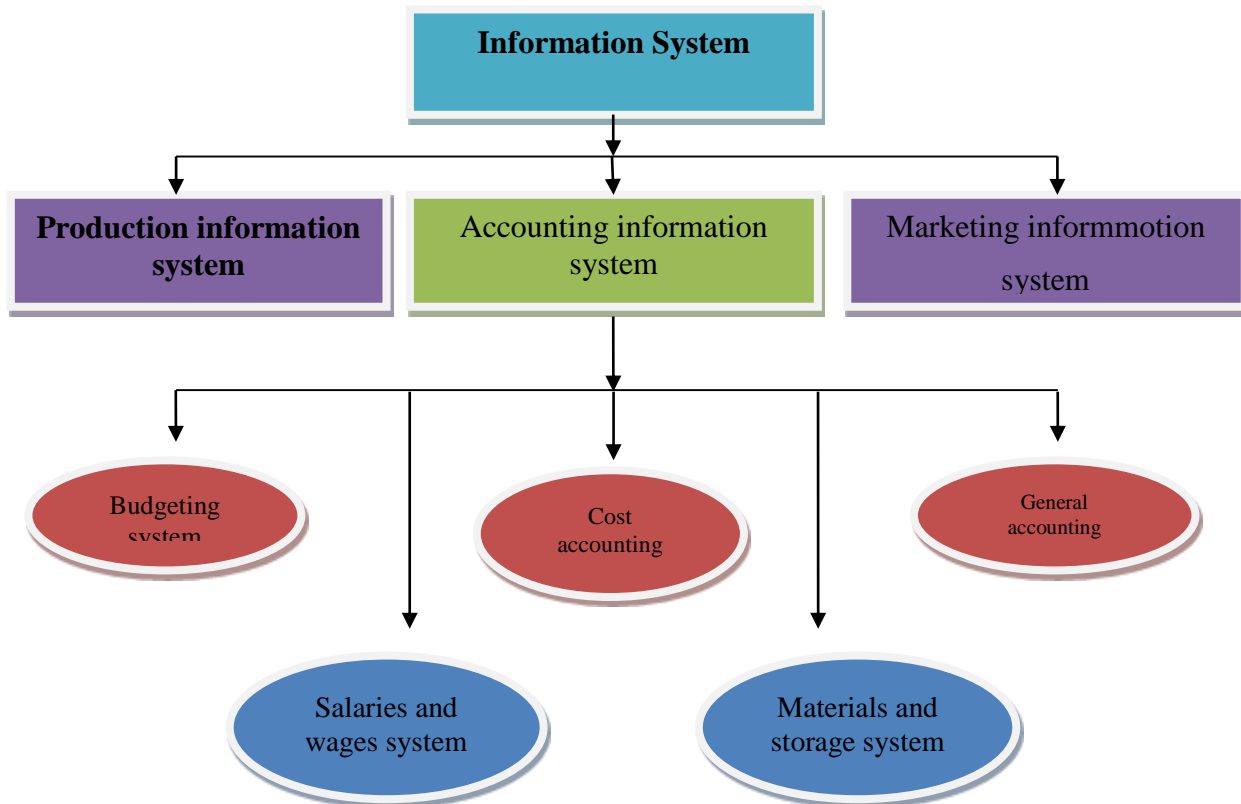 Information System
Production information
system
Accounting information
system
Marketing informmotion
system
Budgeting
system
Cost
accounting
General
accounting
Salaries and
wages system
Materials and
storage system